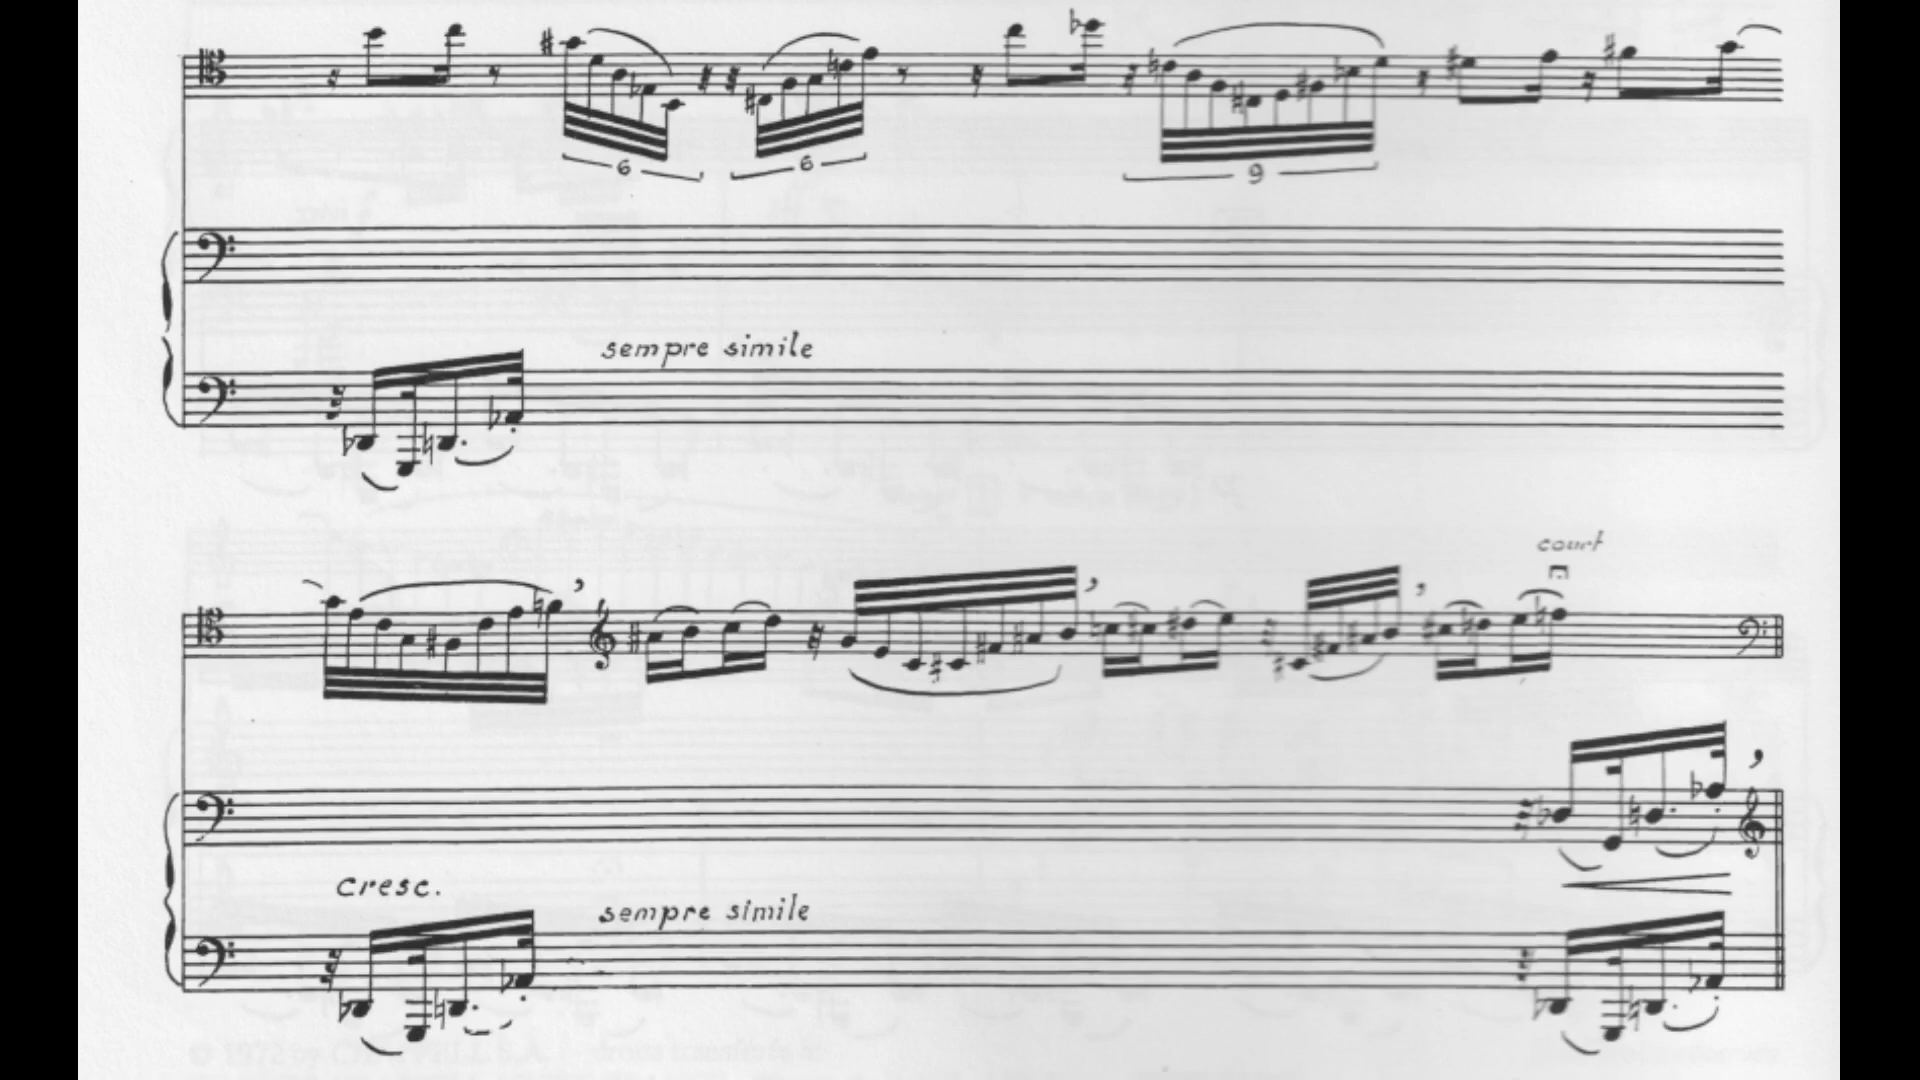 6 6 9
sempre simile
court
cresc.
sempre simile